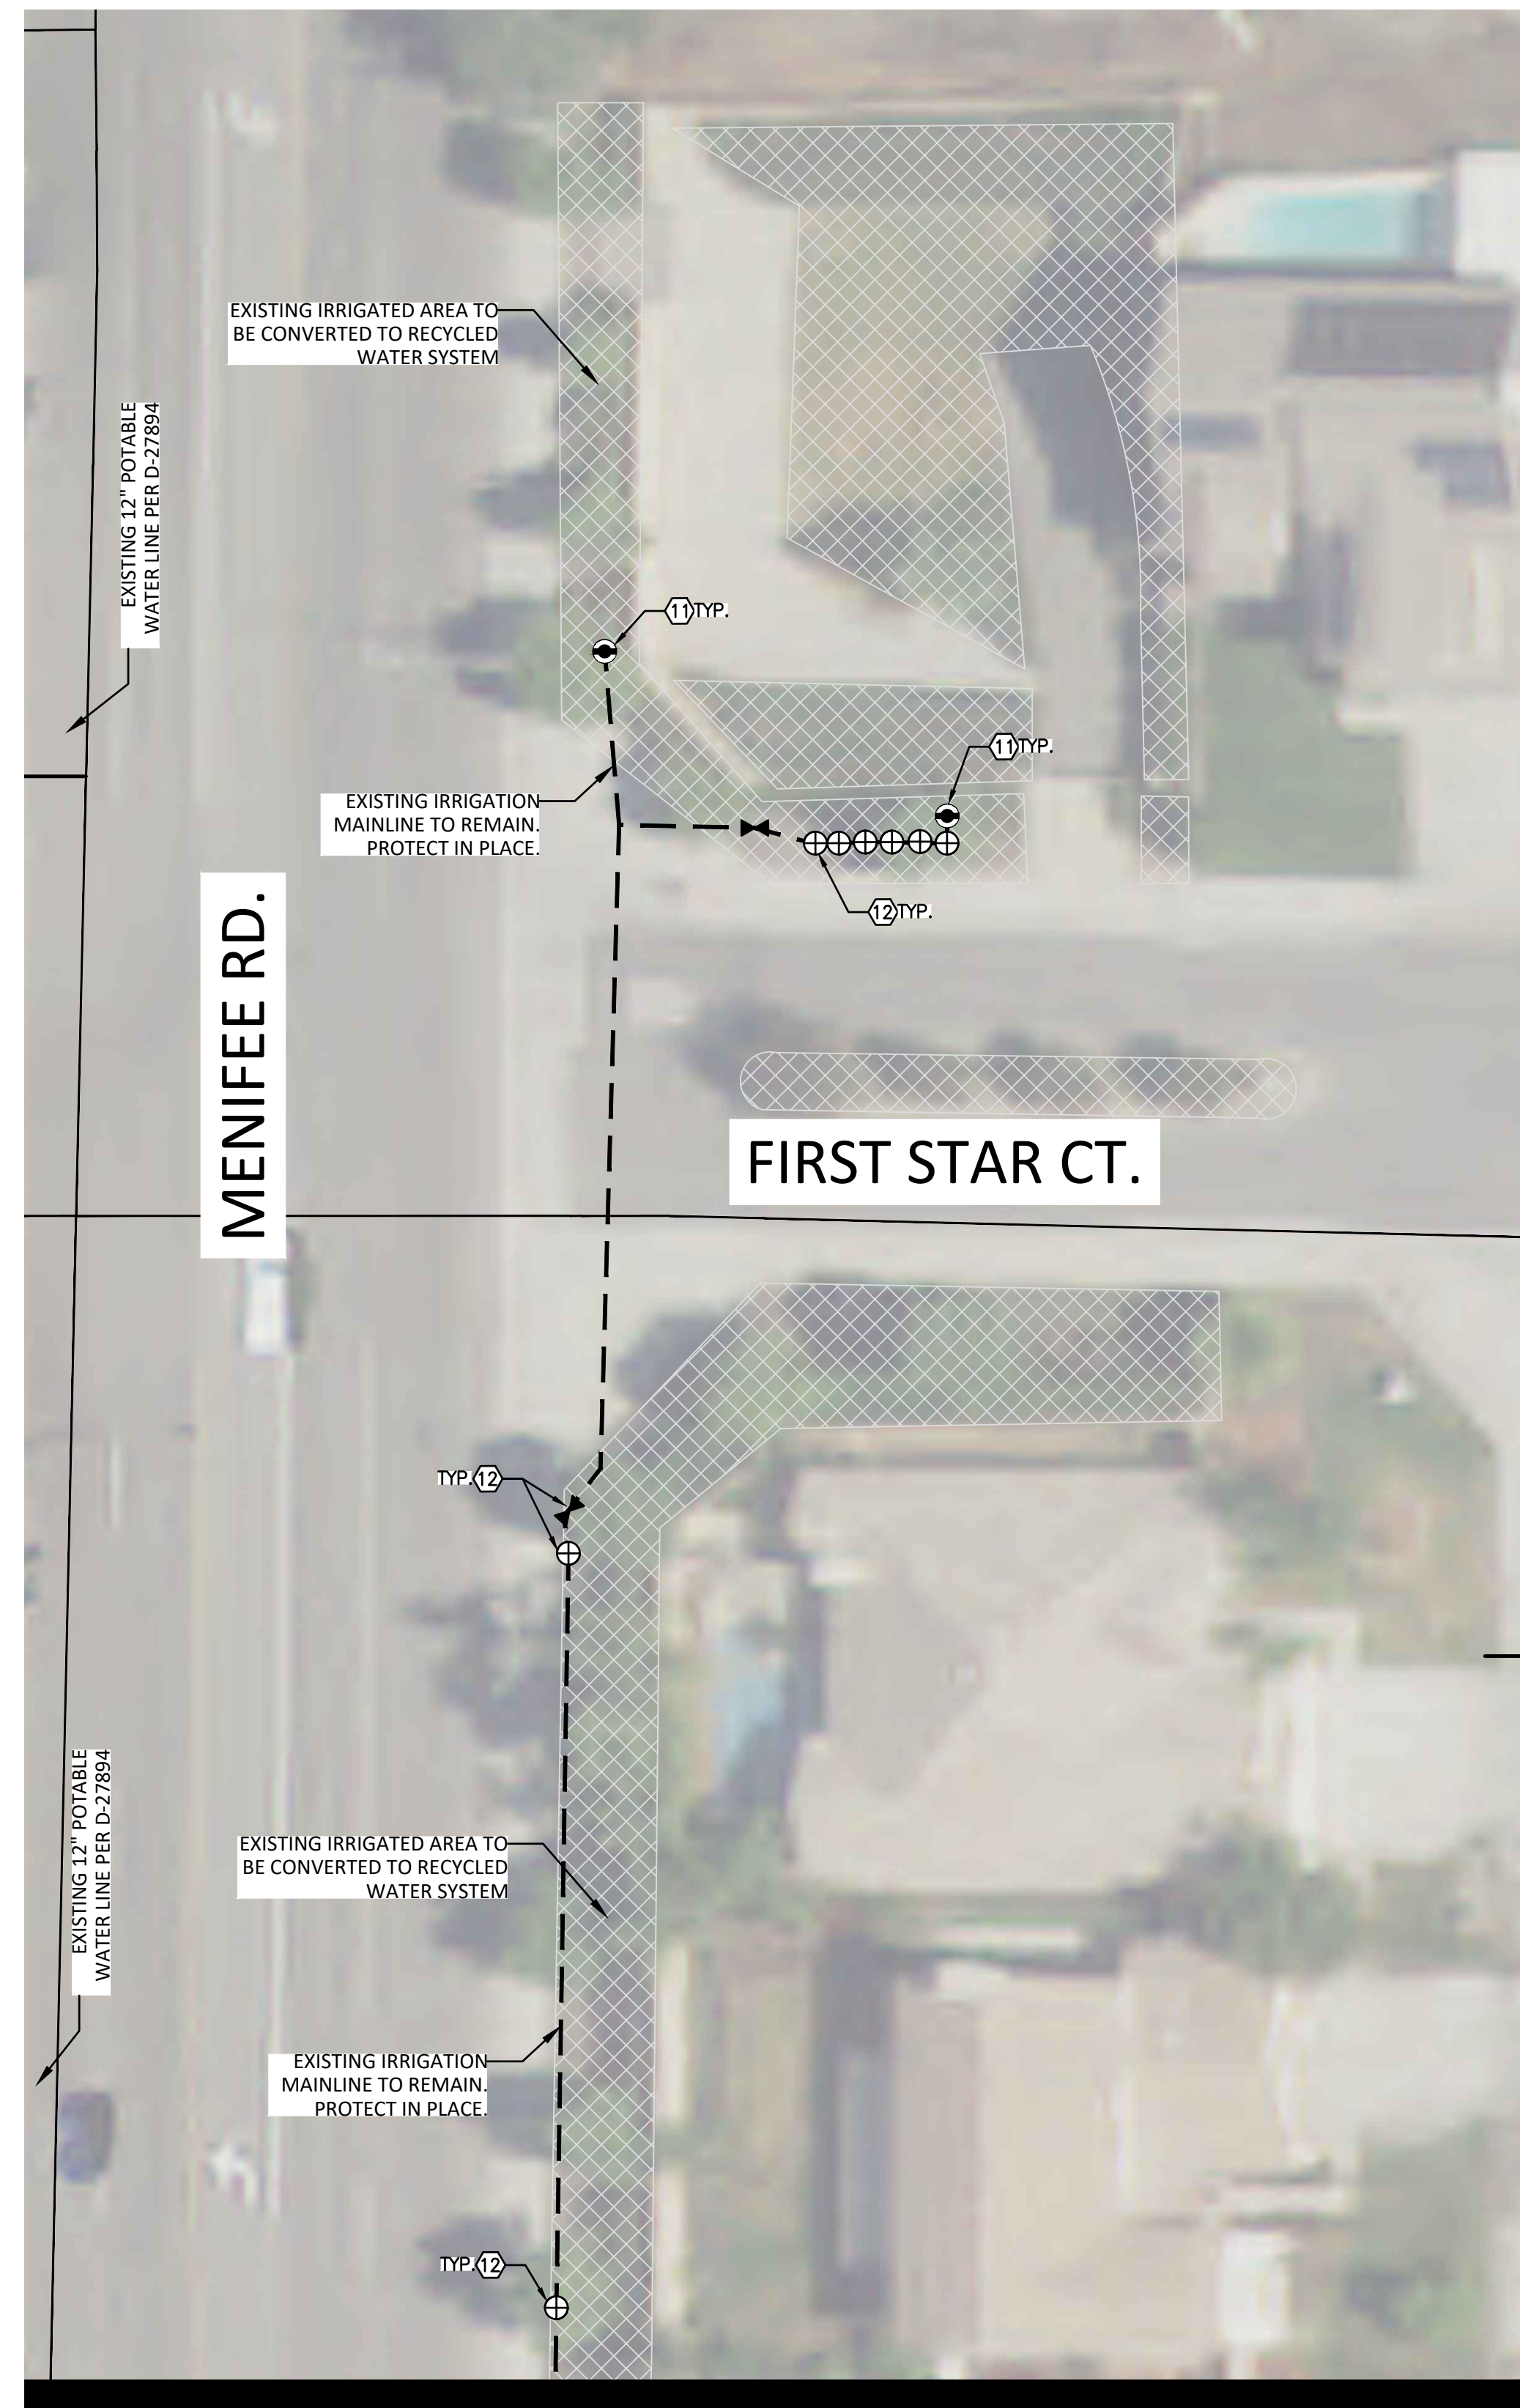 EXISTING IRRIGATED AREA TO
BE CONVERTED TO RECYCLED
WATER SYSTEM
EXISTING 12" POTABLE
WATER LINE PER D-27894
11 TYP.
11 TYP.
EXISTING IRRIGATION
MAINLINE TO REMAIN.
PROTECT IN PLACE.
12 TYP.
MENIFEE RD.
FIRST STAR CT.
TYP. 12
EXISTING 12" POTABLE
WATER LINE PER D-27894
EXISTING IRRIGATED AREA TO
BE CONVERTED TO RECYCLED
WATER SYSTEM
EXISTING IRRIGATION
MAINLINE TO REMAIN.
PROTECT IN PLACE.
TYP. 12